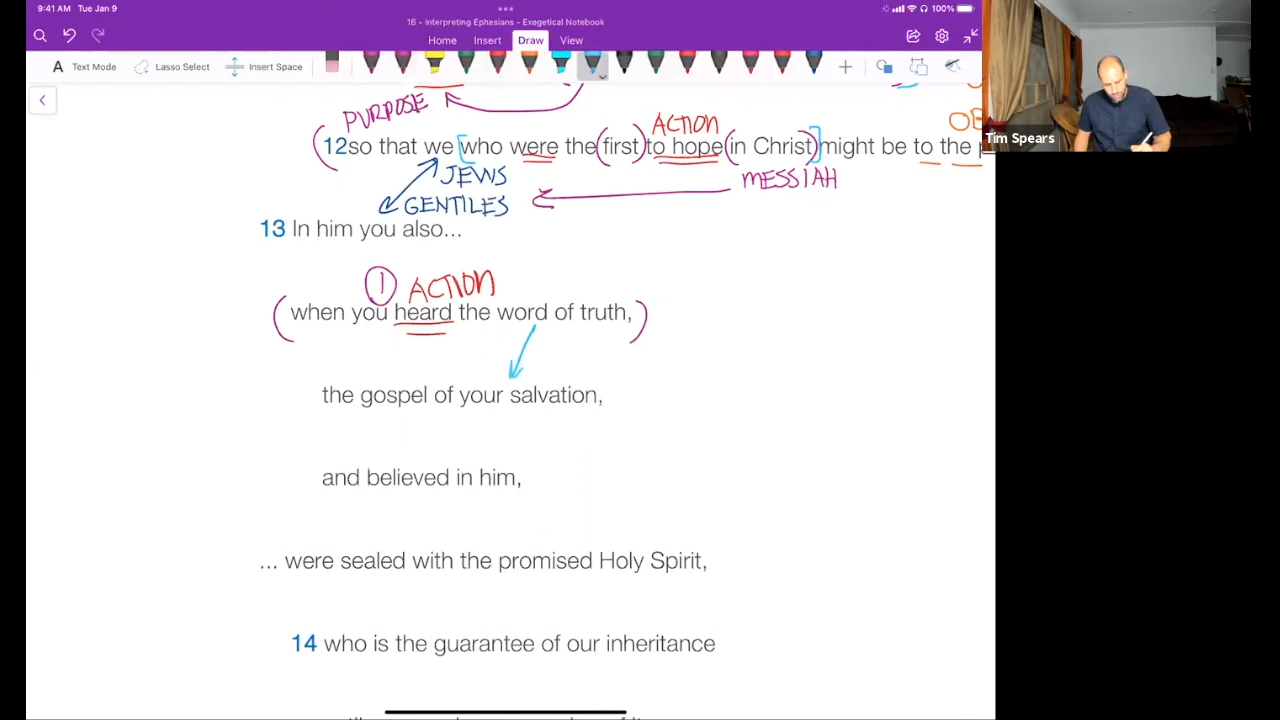 9:41 AM Tue Jan 9
100%
16 - Interpreting Ephesians - Exegetical Notebook
Home Insert Draw View
A Text Mode Lasso Select Insert Space
PURPOSE
ACTION
12so that we [who were the (first) to hope (in Christ)] might be to the
JEWS
MESSIAH
GENTILES
Tim Spears
13 In him you also...
1 ACTION
(when you heard the word of truth,)
the gospel of your salvation,
and believed in him,
... were sealed with the promised Holy Spirit,
14 who is the guarantee of our inheritance